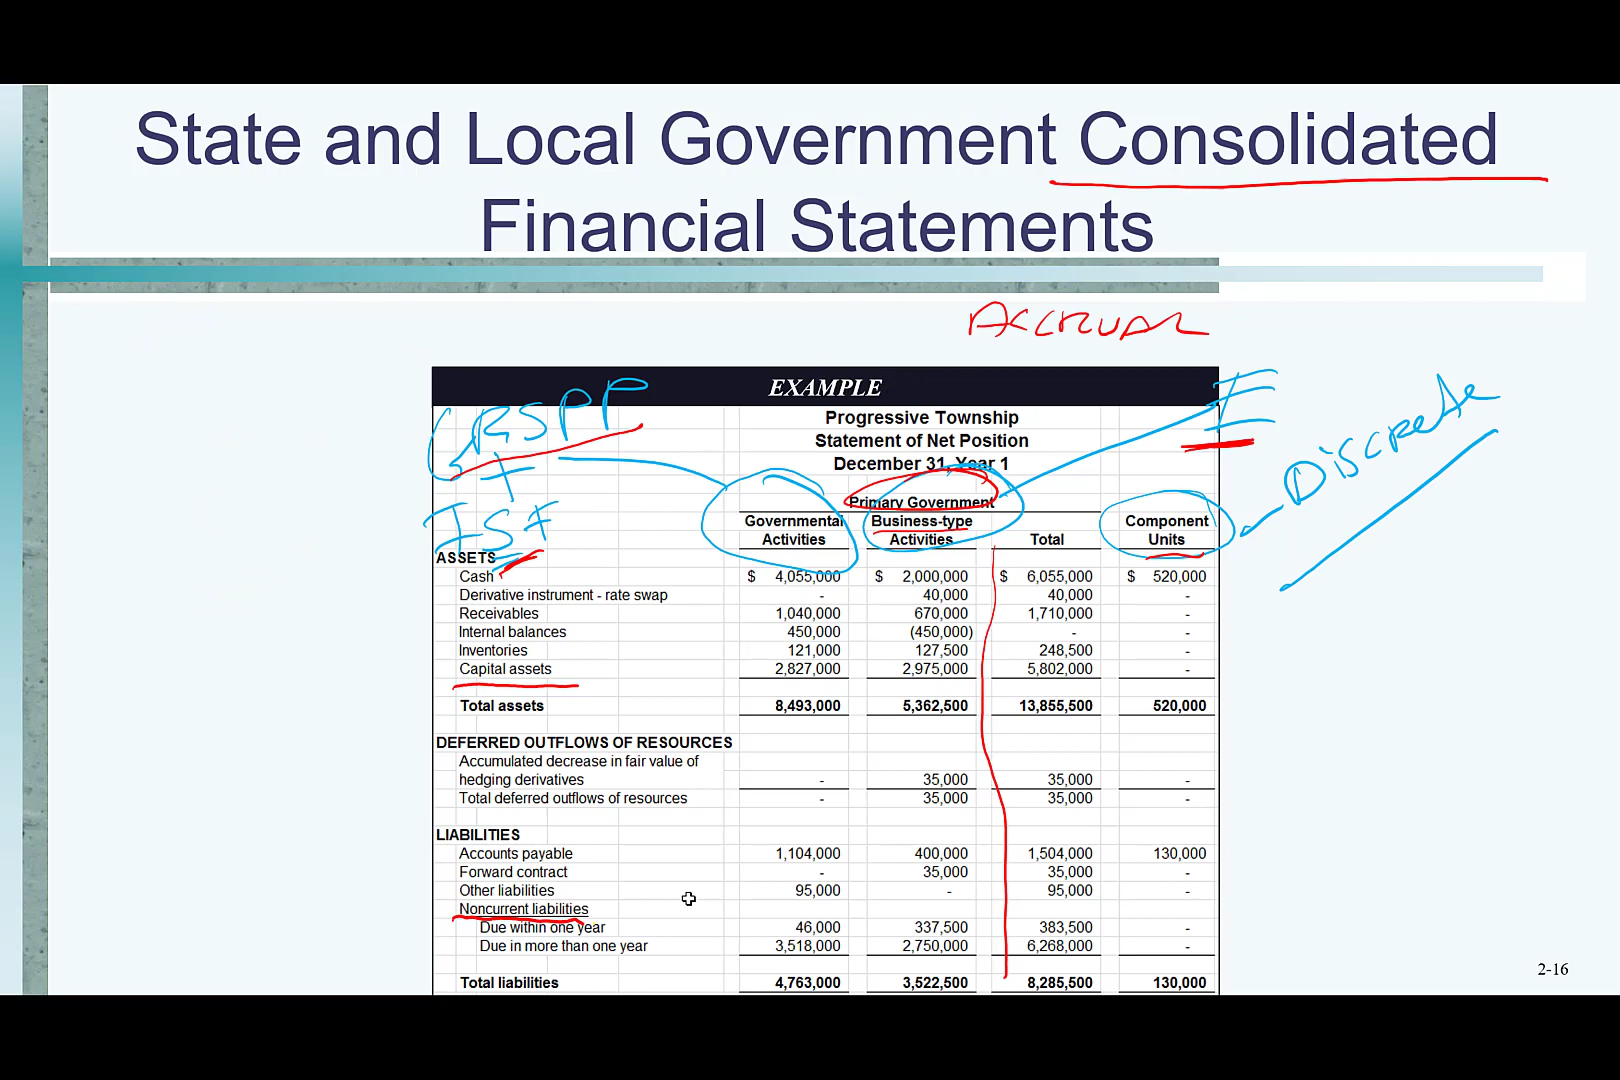 State and Local Government Consolidated
Financial Statements
ACCRUAL
EXAMPLE
GRSPP
+
ISF
E
Discrete
Progressive Township
Statement of Net Position
December 31, Year 1
Primary Government
Governmental Activities Business-type Activities Total Component Units
ASSETS
Cash $ 4,055,000 $ 2,000,000 $ 6,055,000 $ 520,000
Derivative instrument - rate swap - 40,000 40,000 -
Receivables 1,040,000 670,000 1,710,000 -
Internal balances 450,000 (450,000) - -
Inventories 121,000 127,500 248,500 -
Capital assets 2,827,000 2,975,000 5,802,000 -
Total assets 8,493,000 5,362,500 13,855,500 520,000
DEFERRED OUTFLOWS OF RESOURCES
Accumulated decrease in fair value of
hedging derivatives - 35,000 35,000 -
Total deferred outflows of resources - 35,000 35,000 -
LIABILITIES
Accounts payable 1,104,000 400,000 1,504,000 130,000
Forward contract - 35,000 35,000 -
Other liabilities 95,000 - 95,000 -
Noncurrent liabilities
Due within one year 46,000 337,500 383,500 -
Due in more than one year 3,518,000 2,750,000 6,268,000 -
Total liabilities 4,763,000 3,522,500 8,285,500 130,000
2-16